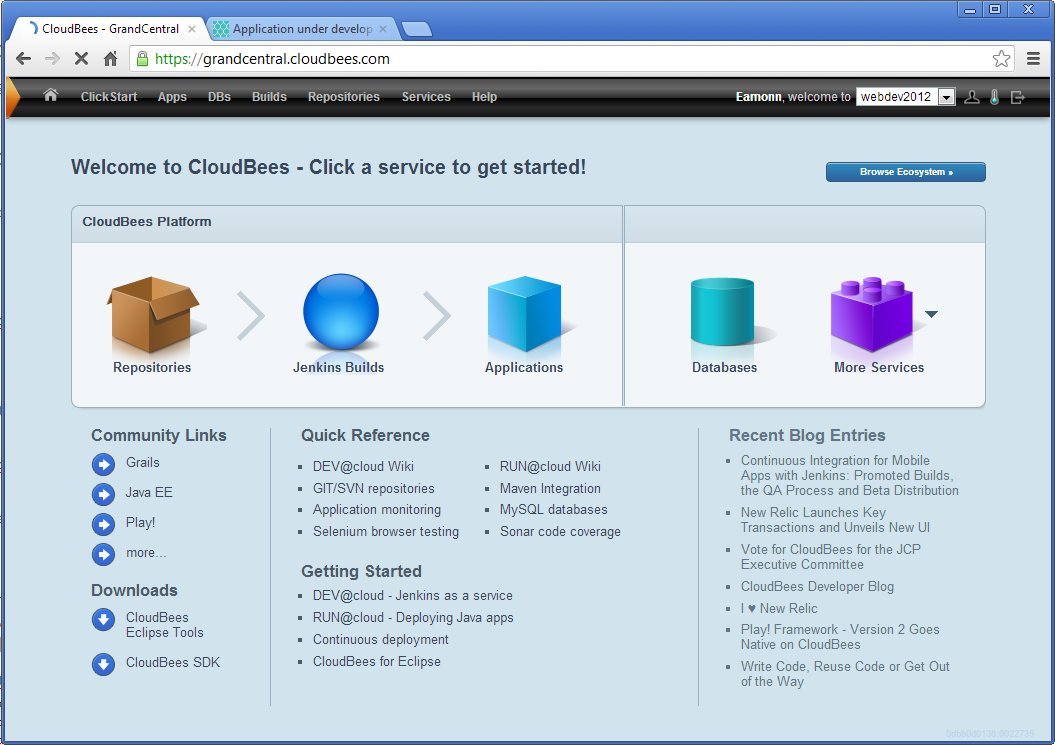 CloudBees - GrandCentral
Application under develop
https://grandcentral.cloudbees.com
ClickStart Apps DBs Builds Repositories Services Help
Eamonn, welcome to webdev2012
Welcome to CloudBees - Click a service to get started!
Browse Ecosystem »
CloudBees Platform
Repositories
Jenkins Builds
Applications
Databases
More Services
Community Links
Grails
Java EE
Play!
more...
Downloads
CloudBees
Eclipse Tools
CloudBees SDK
Quick Reference
DEV@cloud Wiki
GIT/SVN repositories
Application monitoring
Selenium browser testing
RUN@cloud Wiki
Maven Integration
MySQL databases
Sonar code coverage
Getting Started
DEV@cloud - Jenkins as a service
RUN@cloud - Deploying Java apps
Continuous deployment
CloudBees for Eclipse
Recent Blog Entries
Continuous Integration for Mobile
Apps with Jenkins: Promoted Builds,
the QA Process and Beta Distribution
New Relic Launches Key
Transactions and Unveils New UI
Vote for CloudBees for the JCP
Executive Committee
CloudBees Developer Blog
I ♥ New Relic
Play! Framework - Version 2 Goes
Native on CloudBees
Write Code, Reuse Code or Get Out
of the Way